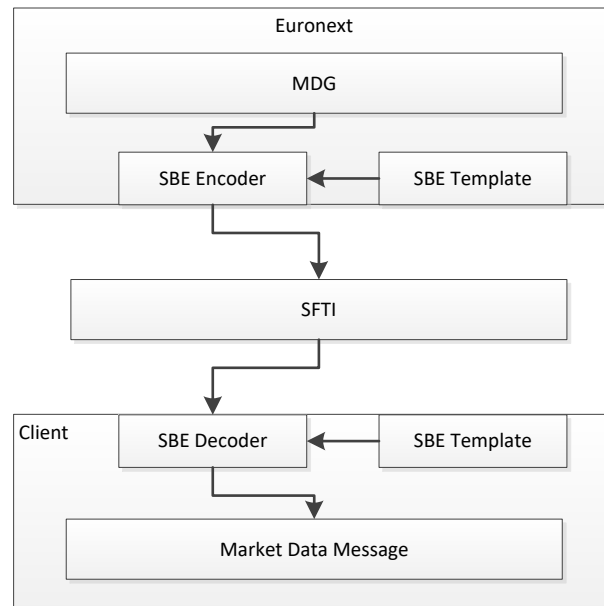 Euronext
MDG
SBE Encoder
SBE Template
SFTI
Client
SBE Decoder
SBE Template
Market Data Message